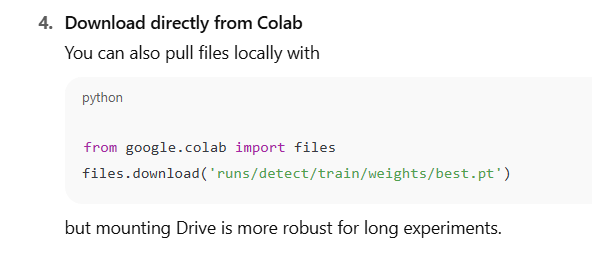 4. Download directly from Colab
You can also pull files locally with
python
from google.colab import files
files.download('runs/detect/train/weights/best.pt')
but mounting Drive is more robust for long experiments.